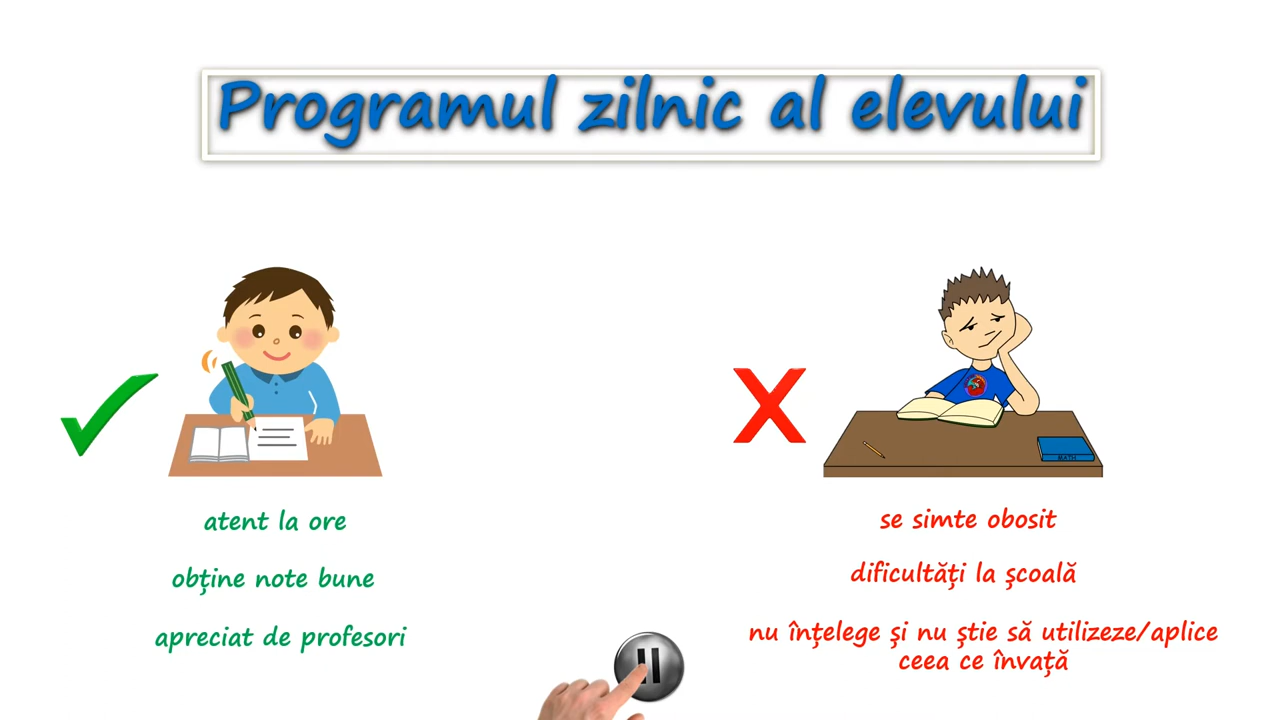 Programul zilnic al elevului
atent la ore
obține note bune
apreciat de profesori
se simte obosit
dificultăți la școală
nu înțelege și nu știe să utilizeze/aplice
ceea ce învață
MATH